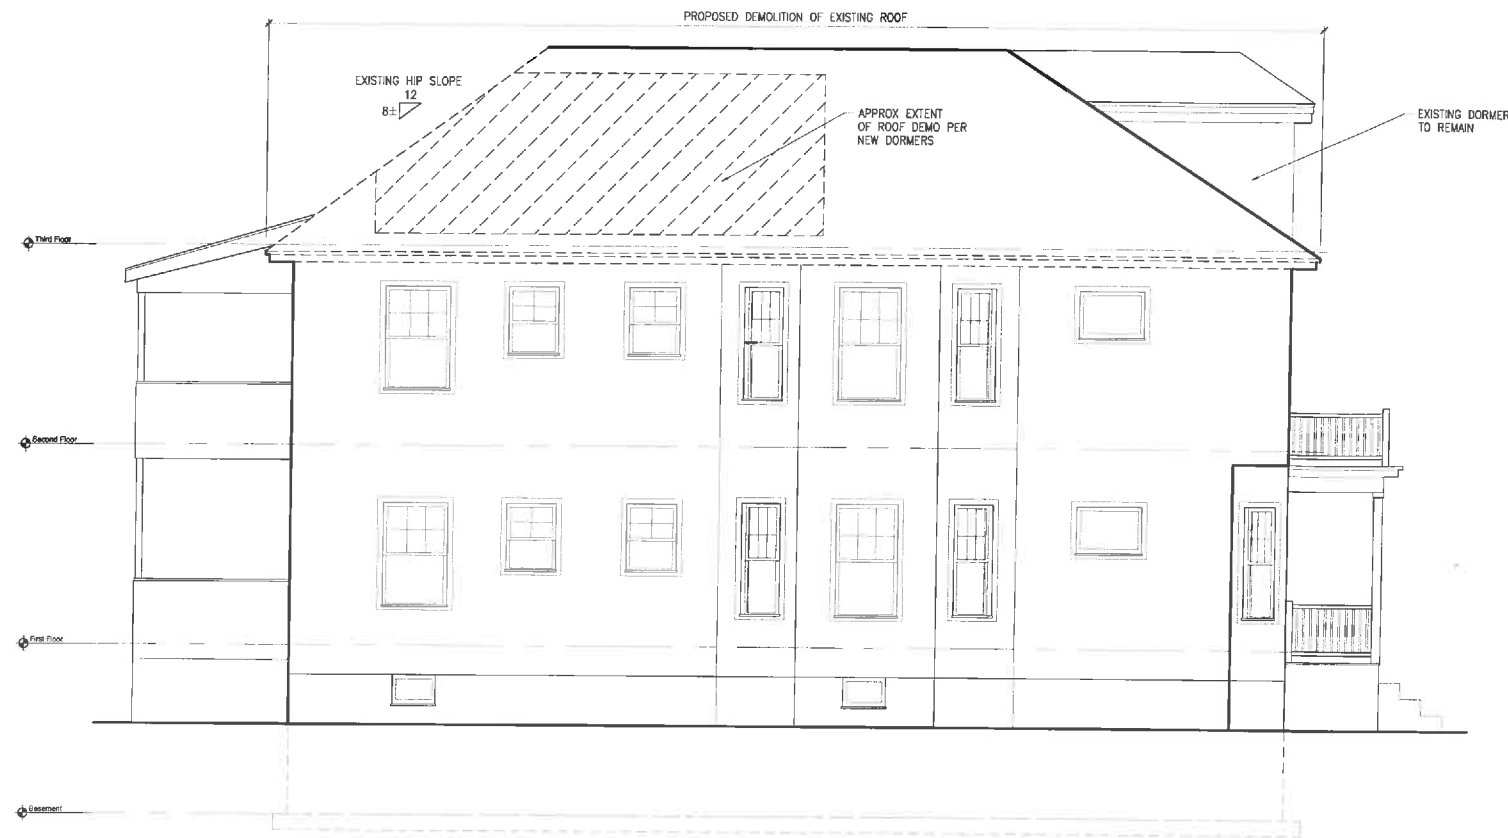 PROPOSED DEMOLITION OF EXISTING ROOF
EXISTING HIP SLOPE
12
8±
APPROX EXTENT
OF ROOF DEMO PER
NEW DORMERS
EXISTING DORMER
TO REMAIN
Third Floor
Second Floor
First Floor
Basement